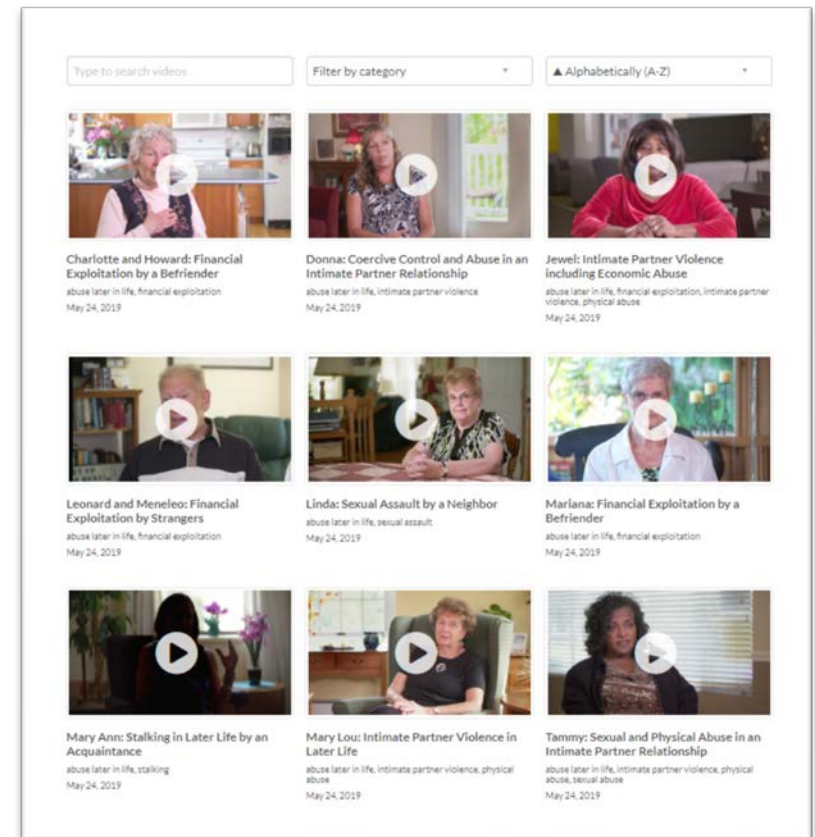 Type to search videos
Filter by category
▲ Alphabetically (A-Z)
Charlotte and Howard: Financial
Exploitation by a Befriender
abuse later in life, financial exploitation
May 24, 2019
Donna: Coercive Control and Abuse in an
Intimate Partner Relationship
abuse later in life, intimate partner violence
May 24, 2019
Jewel: Intimate Partner Violence
including Economic Abuse
abuse later in life, financial exploitation, intimate partner
violence, physical abuse
May 24, 2019
Leonard and Meneleo: Financial
Exploitation by Strangers
abuse later in life, financial exploitation
May 24, 2019
Linda: Sexual Assault by a Neighbor
abuse later in life, sexual assault
May 24, 2019
Mariana: Financial Exploitation by a
Befriender
abuse later in life, financial exploitation
May 24, 2019
Mary Ann: Stalking in Later Life by an
Acquaintance
abuse later in life, stalking
May 24, 2019
Mary Lou: Intimate Partner Violence in
Later Life
abuse later in life, intimate partner violence, physical
abuse
May 24, 2019
Tammy: Sexual and Physical Abuse in an
Intimate Partner Relationship
abuse later in life, intimate partner violence, physical
abuse, sexual abuse
May 24, 2019